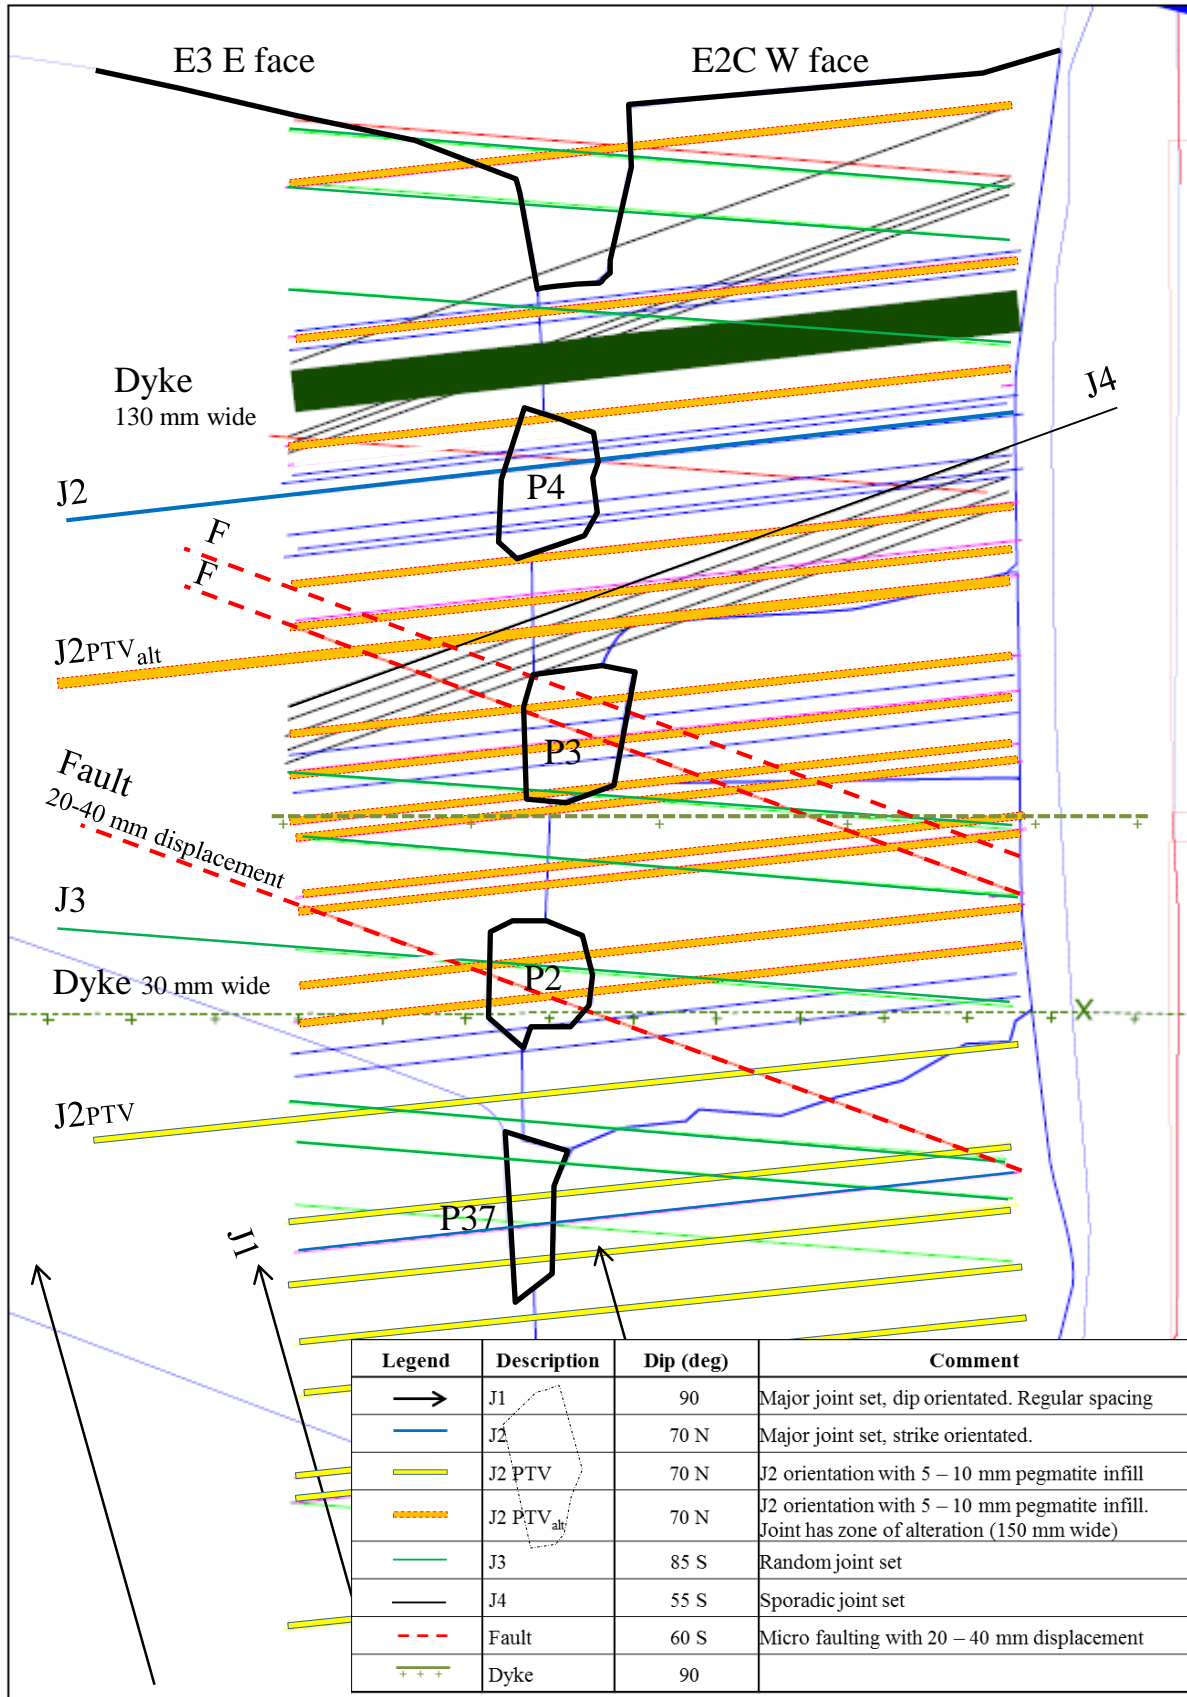 E3 E face
E2C W face
Dyke
130 mm wide
J4
J2
P4
F
F
J2PTValt
Fault
20-40 mm displacement
P3
J3
P2
Dyke 30 mm wide
X
J2PTV
P37
J1
Legend Description Dip (deg) Comment
J1 90 Major joint set, dip orientated. Regular spacing
J2 70 N Major joint set, strike orientated.
J2 PTV 70 N J2 orientation with 5 – 10 mm pegmatite infill
J2 PTValt 70 N J2 orientation with 5 – 10 mm pegmatite infill.
Joint has zone of alteration (150 mm wide)
J3 85 S Random joint set
J4 55 S Sporadic joint set
Fault 60 S Micro faulting with 20 – 40 mm displacement
Dyke 90